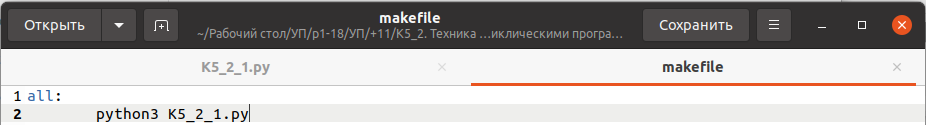 Открыть
makefile
~/Рабочий стол/УП/р1-18/УП/+11/К5_2. Техника …иклическими програ…
Сохранить
K5_2_1.py
makefile
1 all:
2 python3 K5_2_1.py